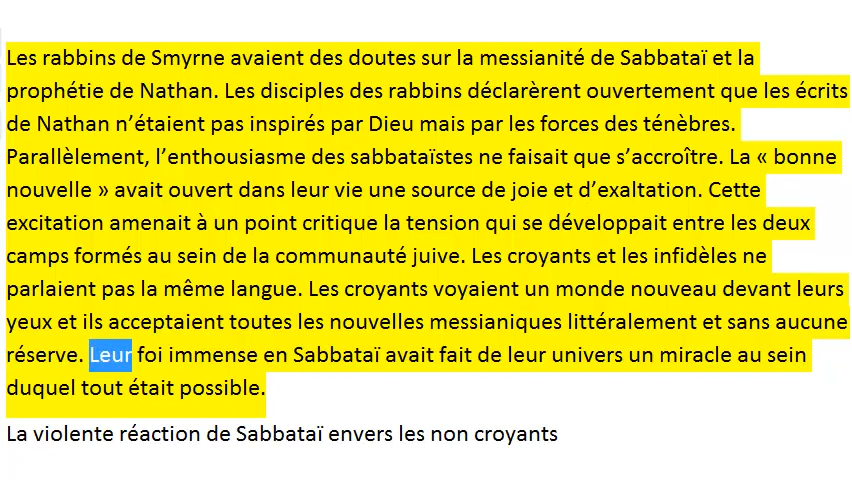 Les rabbins de Smyrne avaient des doutes sur la messianité de Sabbataï et la
prophétie de Nathan. Les disciples des rabbins déclarèrent ouvertement que les écrits
de Nathan n’étaient pas inspirés par Dieu mais par les forces des ténèbres.
Parallèlement, l’enthousiasme des sabbataïstes ne faisait que s’accroître. La « bonne
nouvelle » avait ouvert dans leur vie une source de joie et d’exaltation. Cette
excitation amenait à un point critique la tension qui se développait entre les deux
camps formés au sein de la communauté juive. Les croyants et les infidèles ne
parlaient pas la même langue. Les croyants voyaient un monde nouveau devant leurs
yeux et ils acceptaient toutes les nouvelles messianiques littéralement et sans aucune
réserve. Leur foi immense en Sabbataï avait fait de leur univers un miracle au sein
duquel tout était possible.
La violente réaction de Sabbataï envers les non croyants